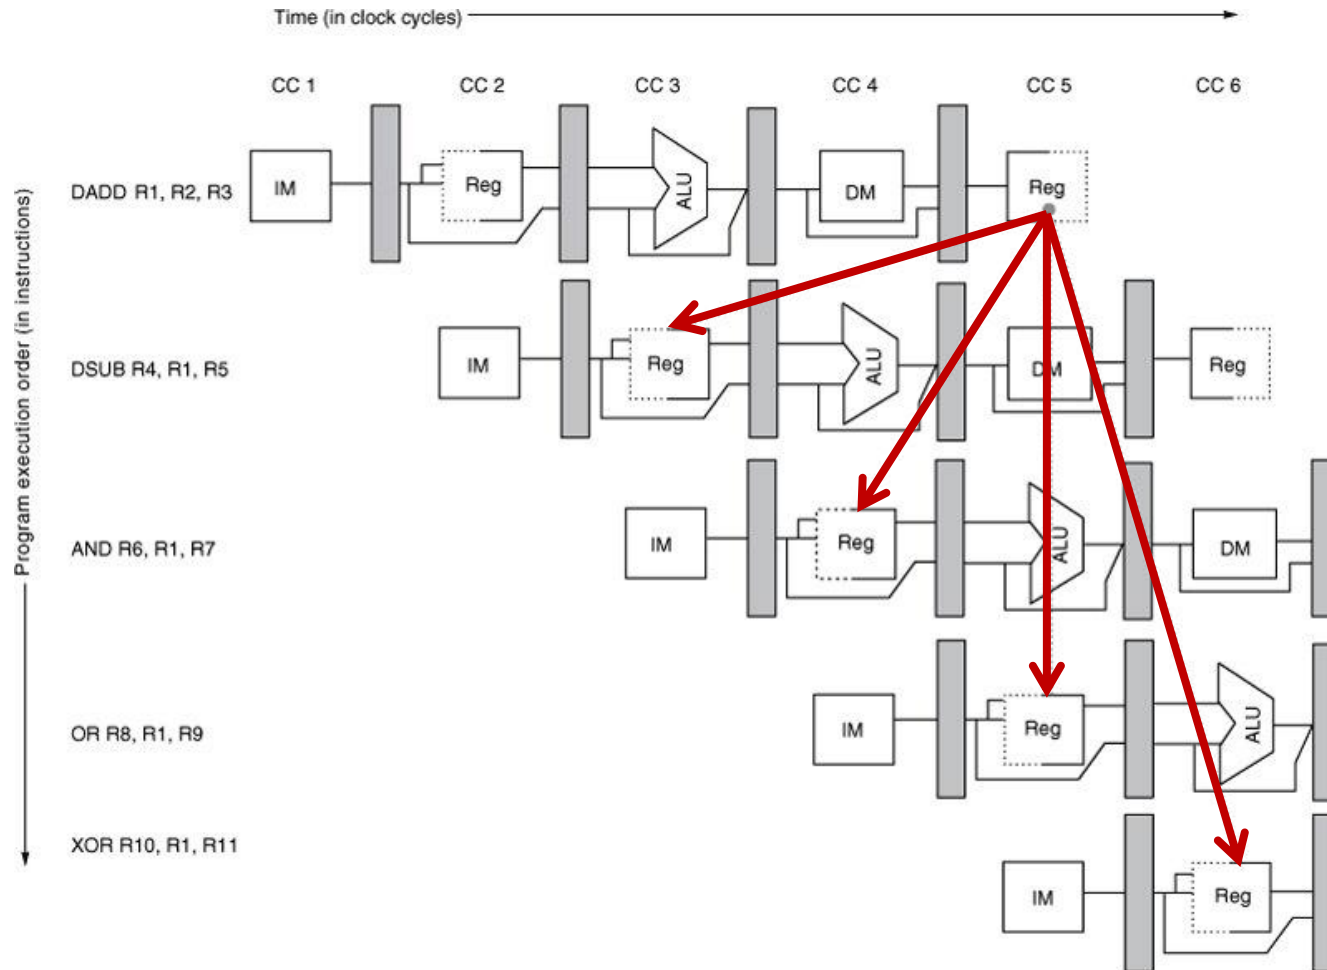 Time (in clock cycles)
CC 1 CC 2 CC 3 CC 4 CC 5 CC 6
Program execution order (in instructions)
DADD R1, R2, R3 IM Reg ALU DM Reg
DSUB R4, R1, R5 IM Reg ALU DM Reg
AND R6, R1, R7 IM Reg ALU DM
OR R8, R1, R9 IM Reg ALU
XOR R10, R1, R11 IM Reg